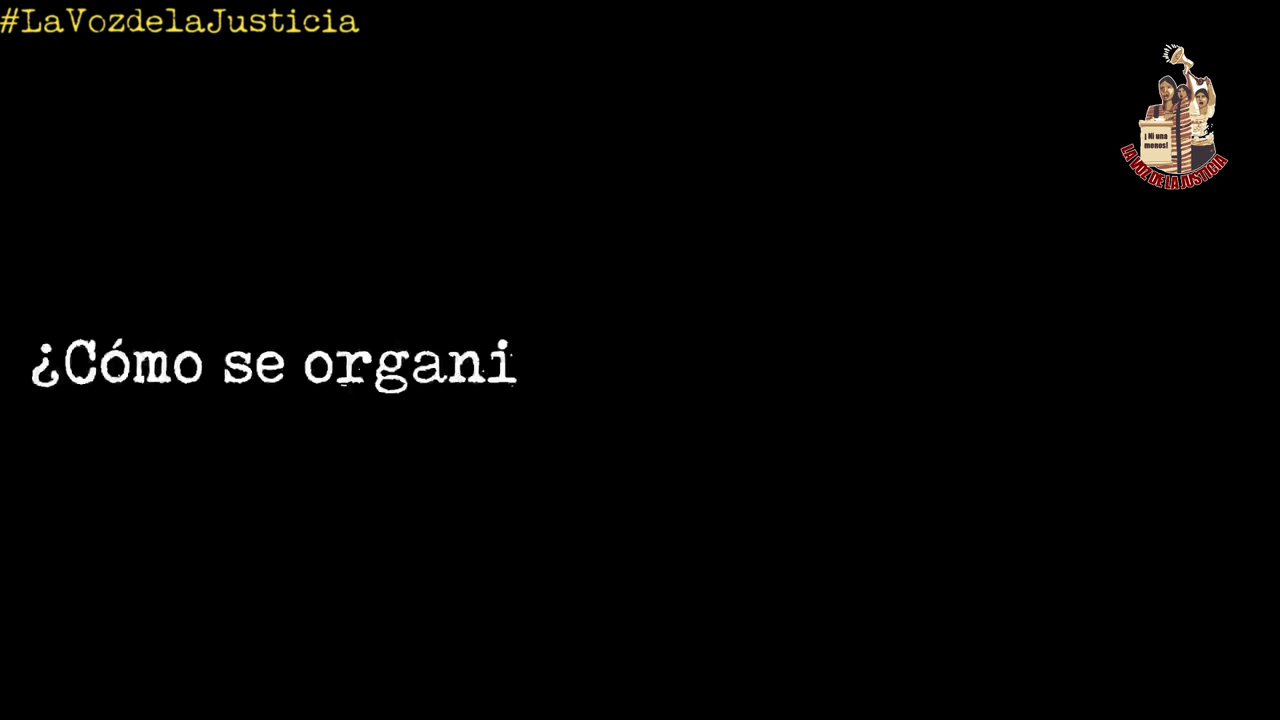 #LaVozdelaJusticia
¡Ni una
menos!
LA VOZ DE LA JUSTICIA
¿Cómo se organi